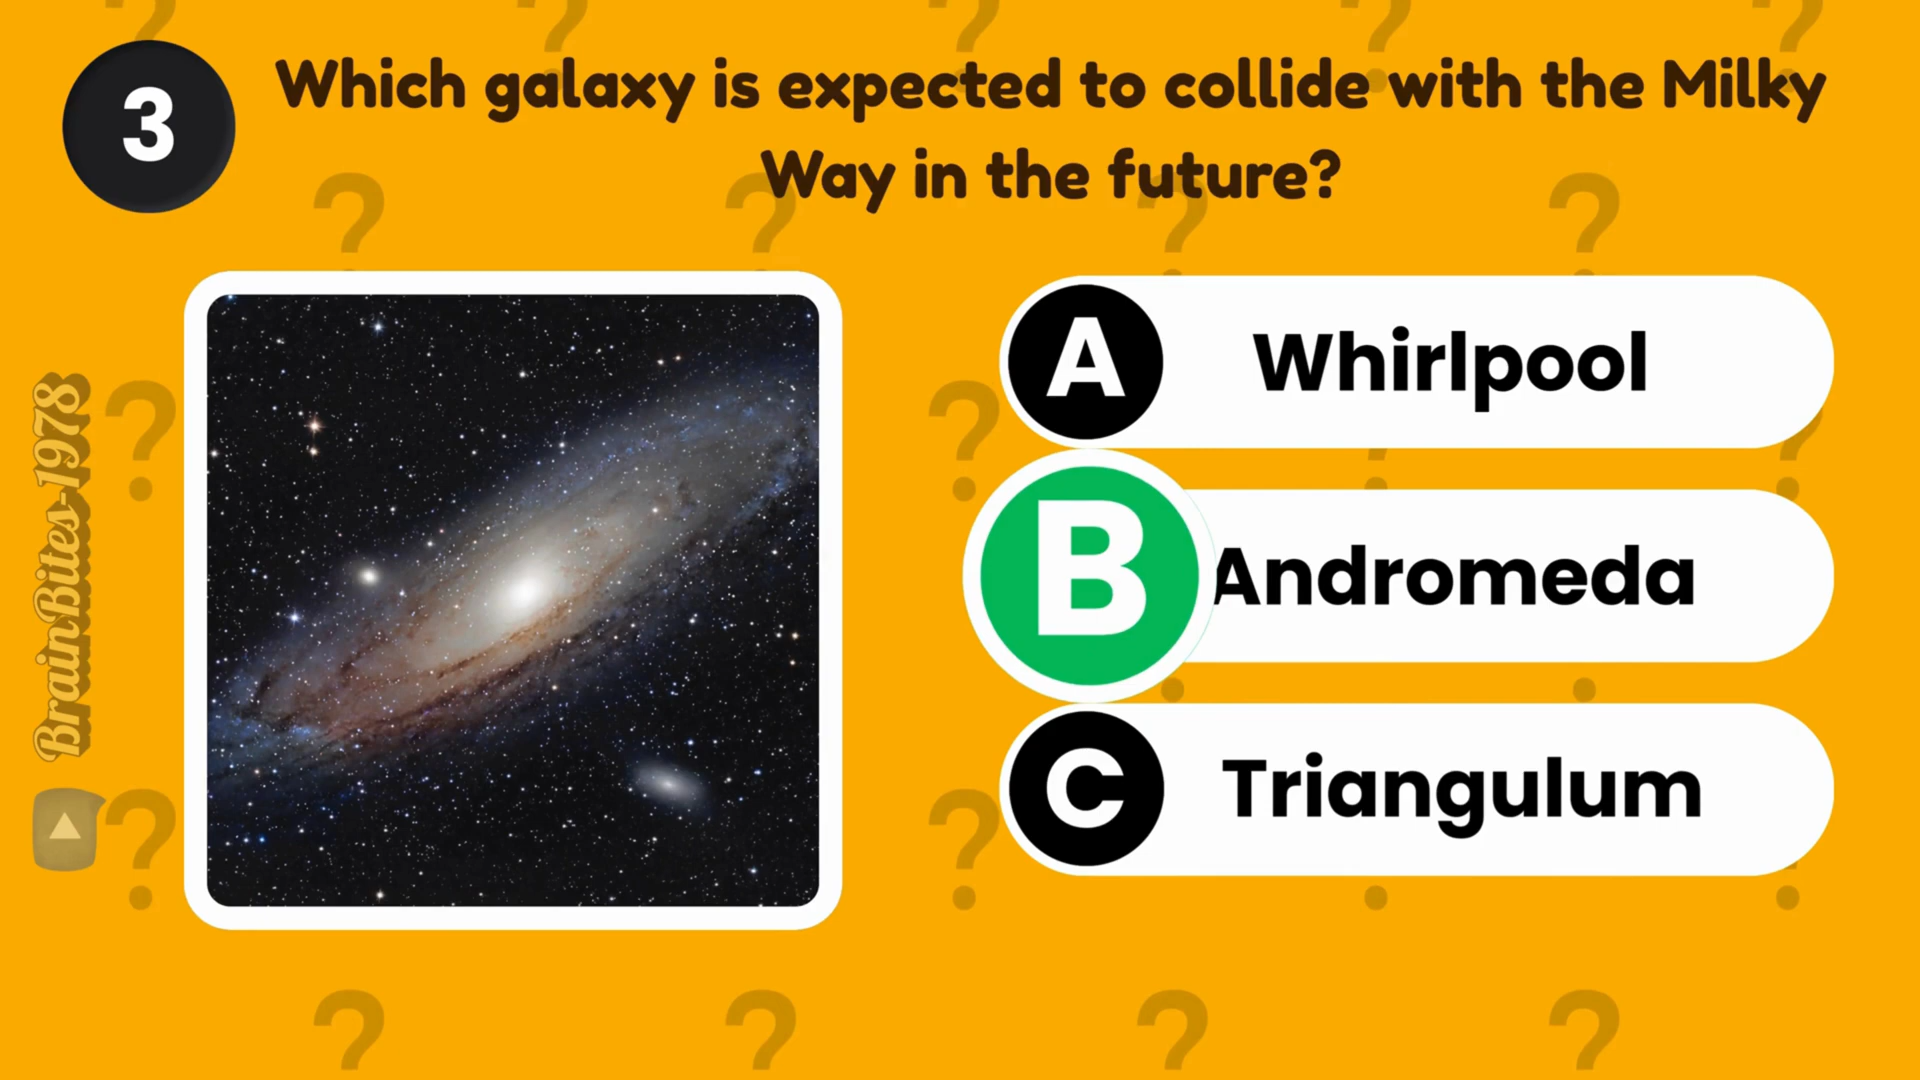 3
Which galaxy is expected to collide with the Milky
Way in the future?
A Whirlpool
B Andromeda
C Triangulum
BrainBites-1978